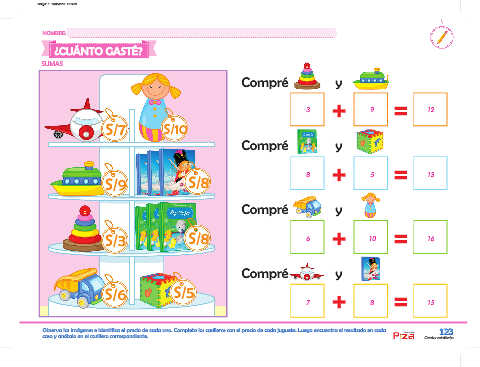 NOMBRE:
¿CUÁNTO GASTÉ?
SUMAS
S/7
S/10
S/9
S/8
S/3
S/8
S/6
S/5
Compré y
3 + 9 = 12
Compré y
8 + 5 = 13
Compré y
6 + 10 = 16
Compré y
7 + 8 = 15
Observa las imágenes e identifica el precio de cada una. Completa los casilleros con el precio de cada juguete. Luego encuentra el resultado en cada
caso y anótalo en el casillero correspondiente.
123